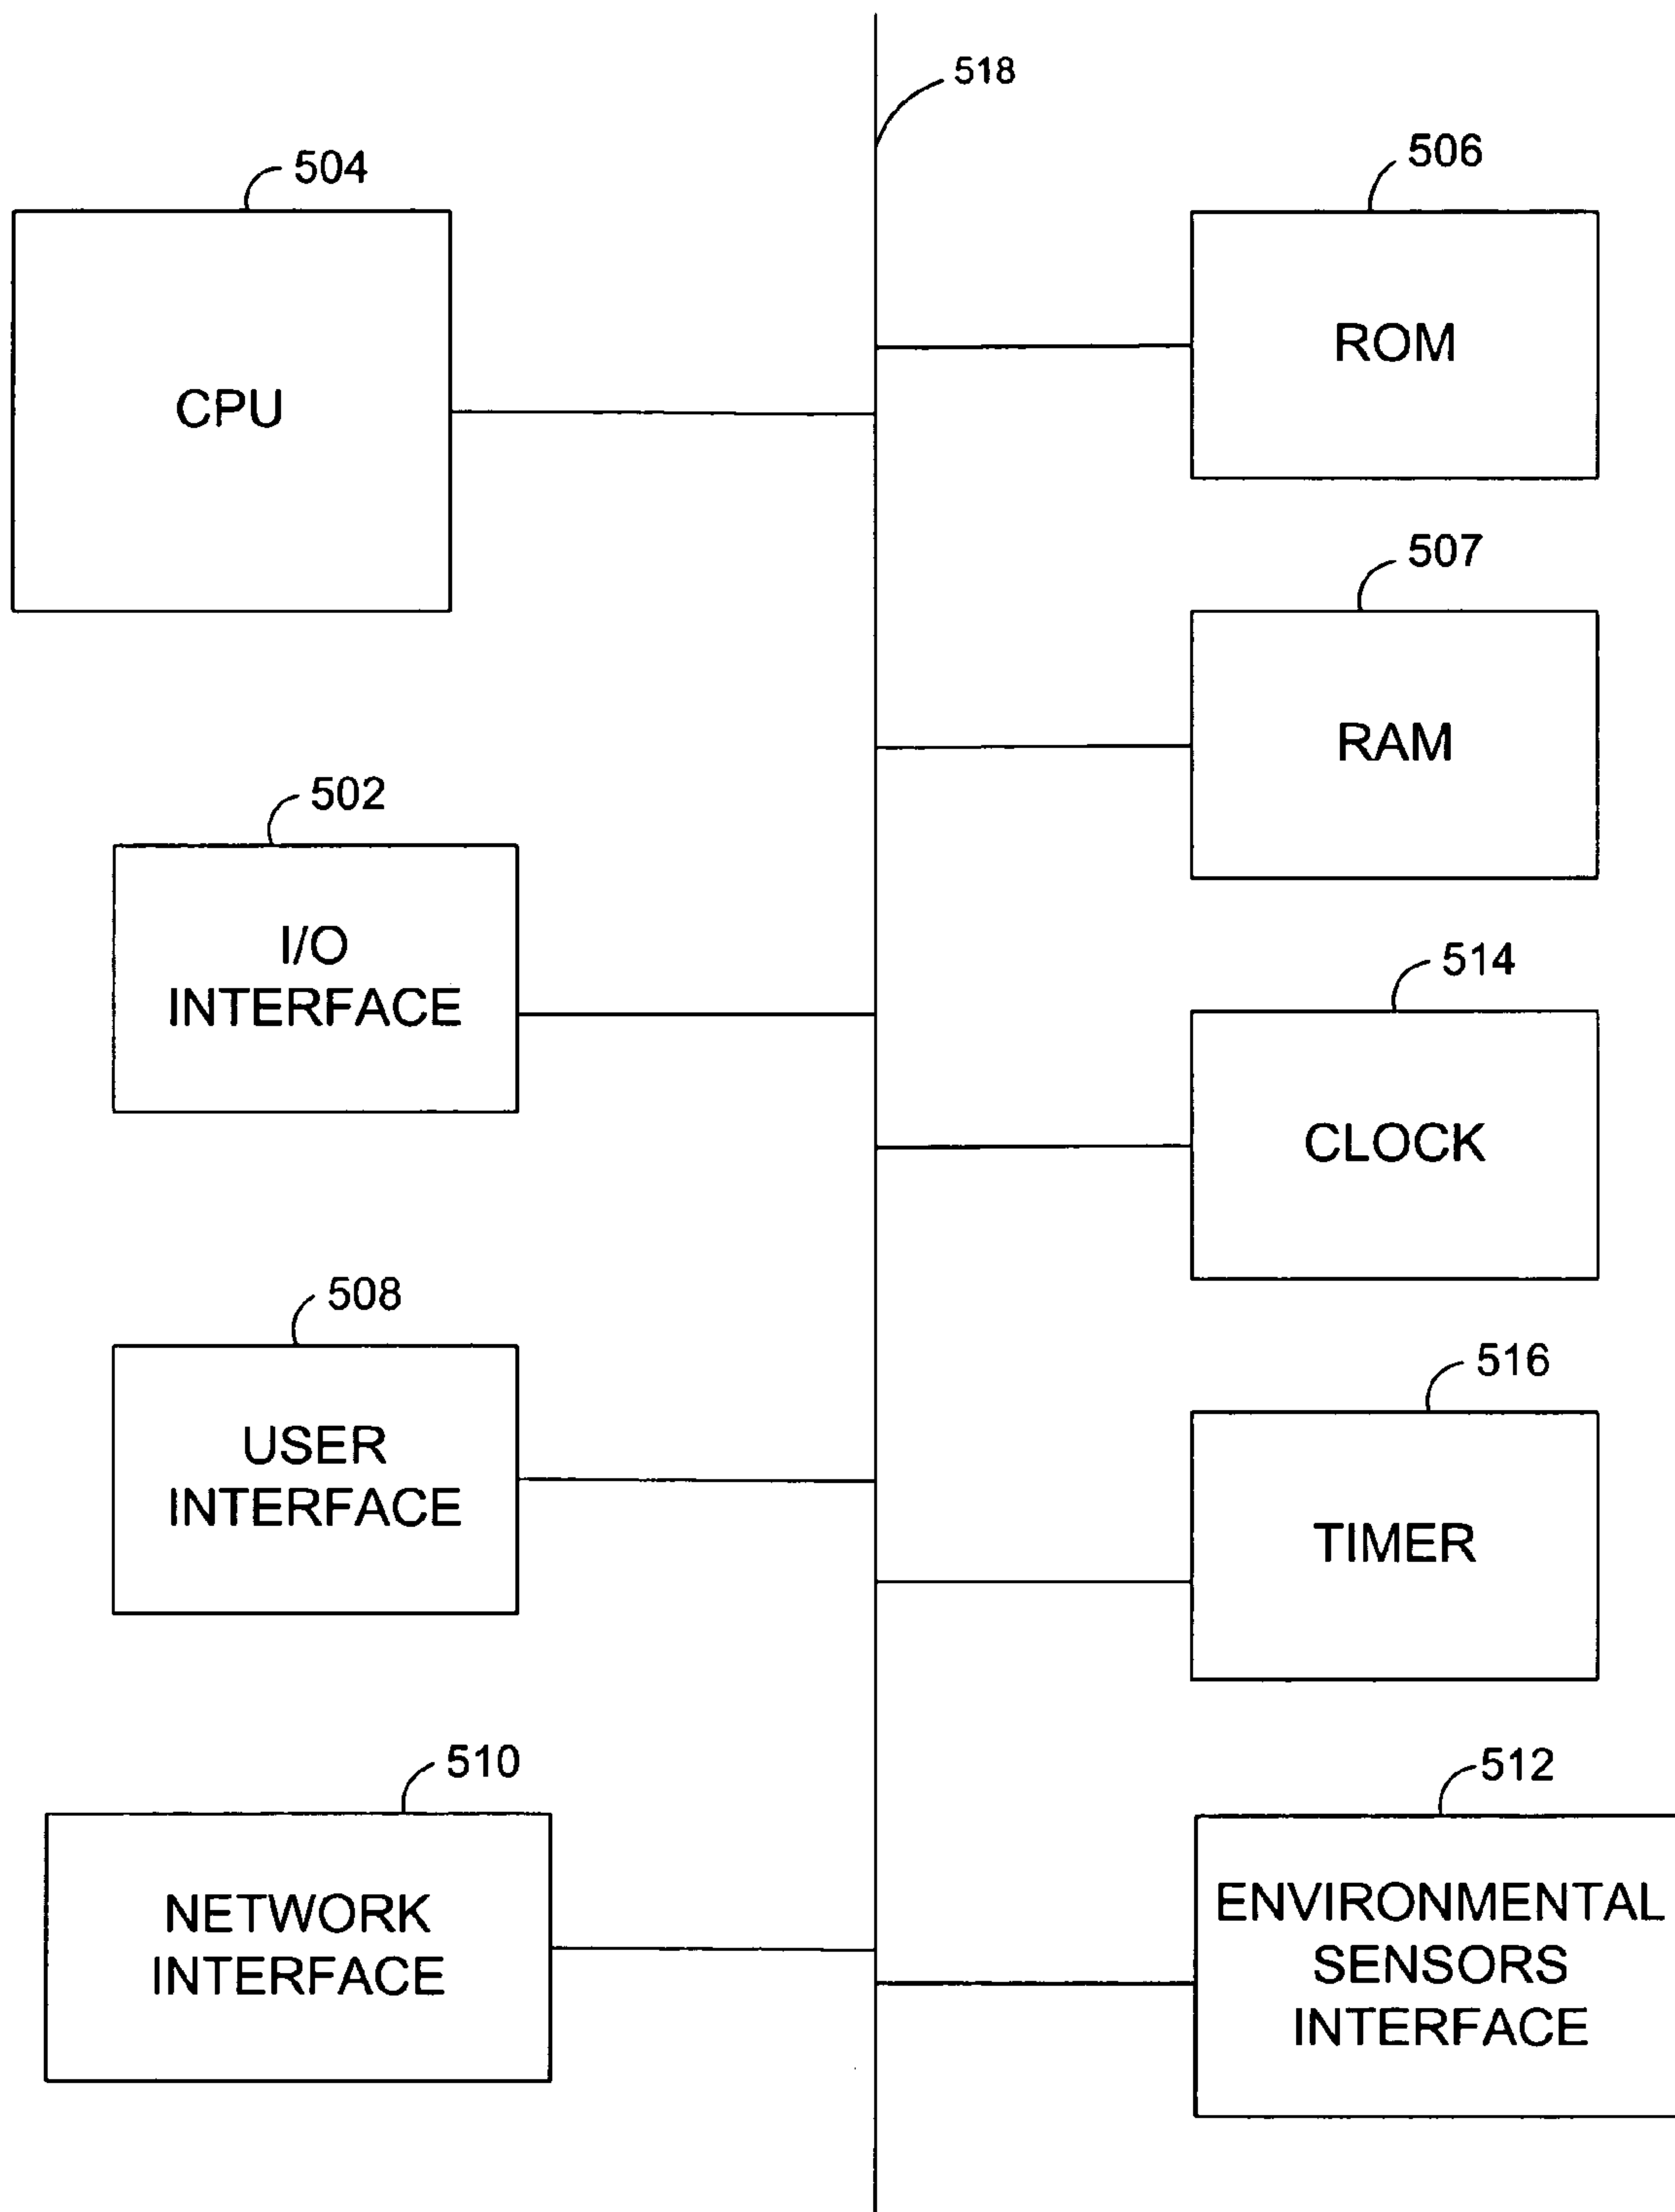 518
504
CPU
506
ROM
507
RAM
502
I/O
INTERFACE
514
CLOCK
508
USER
INTERFACE
516
TIMER
510
NETWORK
INTERFACE
512
ENVIRONMENTAL
SENSORS
INTERFACE